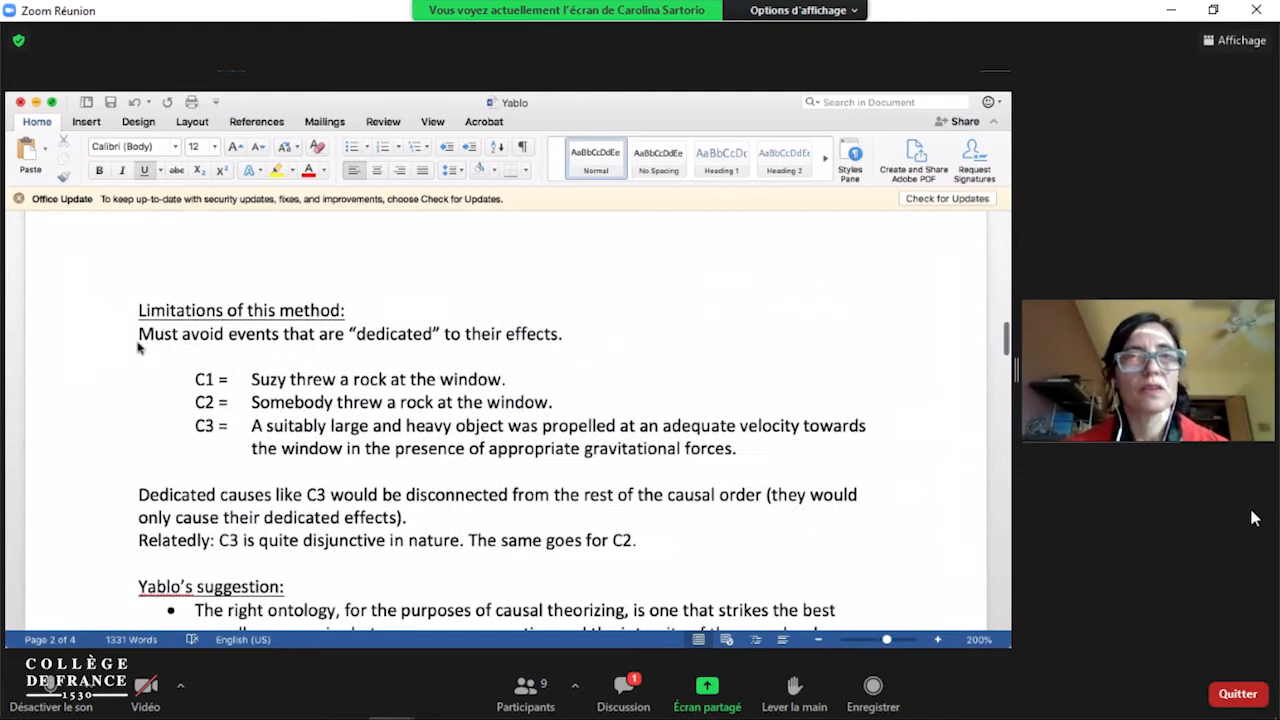 Zoom Réunion
Vous voyez actuellement l'écran de Carolina Sartorio
Options d'affichage
Affichage
Yablo
Search in Document
Home Insert Design Layout References Mailings Review View Acrobat
Share
Calibri (Body) 12
AaBbCcDdEe AaBbCcDdEe AaBbCcDc AaBbCcDdEe
Paste
B I U abc X2 X2 A A
Normal No Spacing Heading 1 Heading 2
Styles Pane
Create and Share Adobe PDF
Request Signatures
Office Update To keep up-to-date with security updates, fixes, and improvements, choose Check for Updates.
Check for Updates
Limitations of this method:
Must avoid events that are “dedicated” to their effects.
C1 = Suzy threw a rock at the window.
C2 = Somebody threw a rock at the window.
C3 = A suitably large and heavy object was propelled at an adequate velocity towards
the window in the presence of appropriate gravitational forces.
Dedicated causes like C3 would be disconnected from the rest of the causal order (they would
only cause their dedicated effects).
Relatedly: C3 is quite disjunctive in nature. The same goes for C2.
Yablo’s suggestion:
• The right ontology, for the purposes of causal theorizing, is one that strikes the best
Page 2 of 4 1331 Words English (US) 200%
COLLÈGE
DE FRANCE
1530
Désactiver le son
Vidéo
9
Participants
1
Discussion
Écran partagé
Lever la main
Enregistrer
Quitter